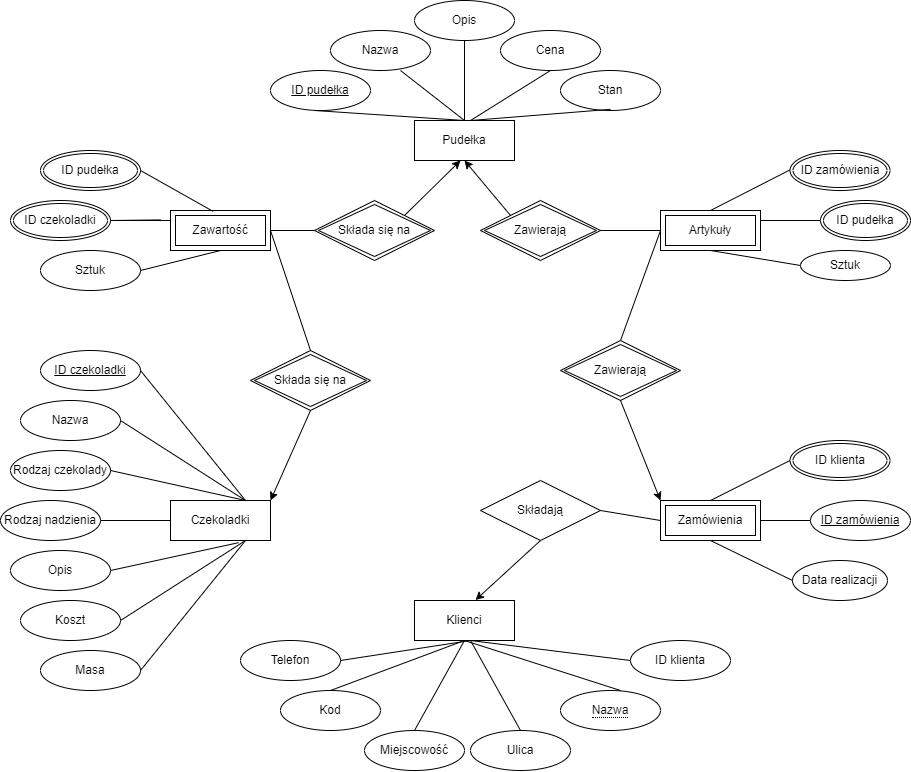 Opis
Nazwa
Cena
ID pudełka
Stan
Pudełka
ID pudełka
ID czekoladki
Sztuk
Zawartość
Składa się na
Zawierają
Artykuły
ID zamówienia
ID pudełka
Sztuk
Składa się na
Zawierają
ID czekoladki
Nazwa
Rodzaj czekolady
Rodzaj nadzienia
Opis
Koszt
Masa
Czekoladki
Składają
Zamówienia
ID klienta
ID zamówienia
Data realizacji
Klienci
Telefon
Kod
Miejscowość
Ulica
Nazwa
ID klienta